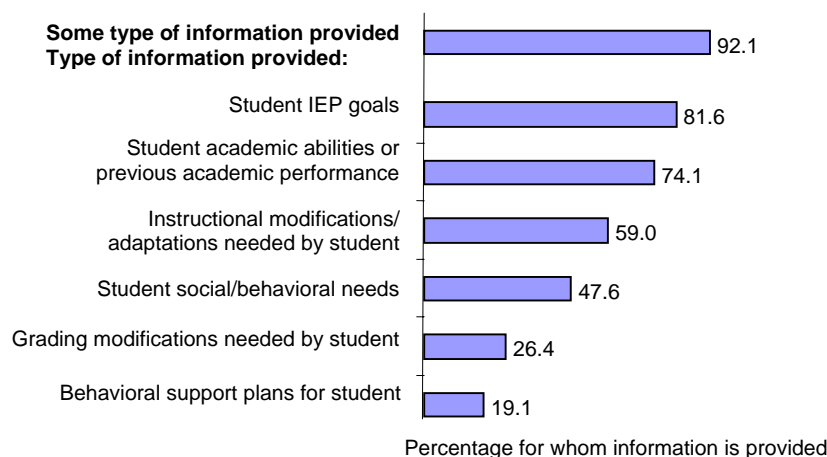 Some type of information provided
Type of information provided:
92.1
Student IEP goals
81.6
Student academic abilities or
previous academic performance
74.1
Instructional modifications/
adaptations needed by student
59.0
Student social/behavioral needs
47.6
Grading modifications needed by student
26.4
Behavioral support plans for student
19.1
Percentage for whom information is provided